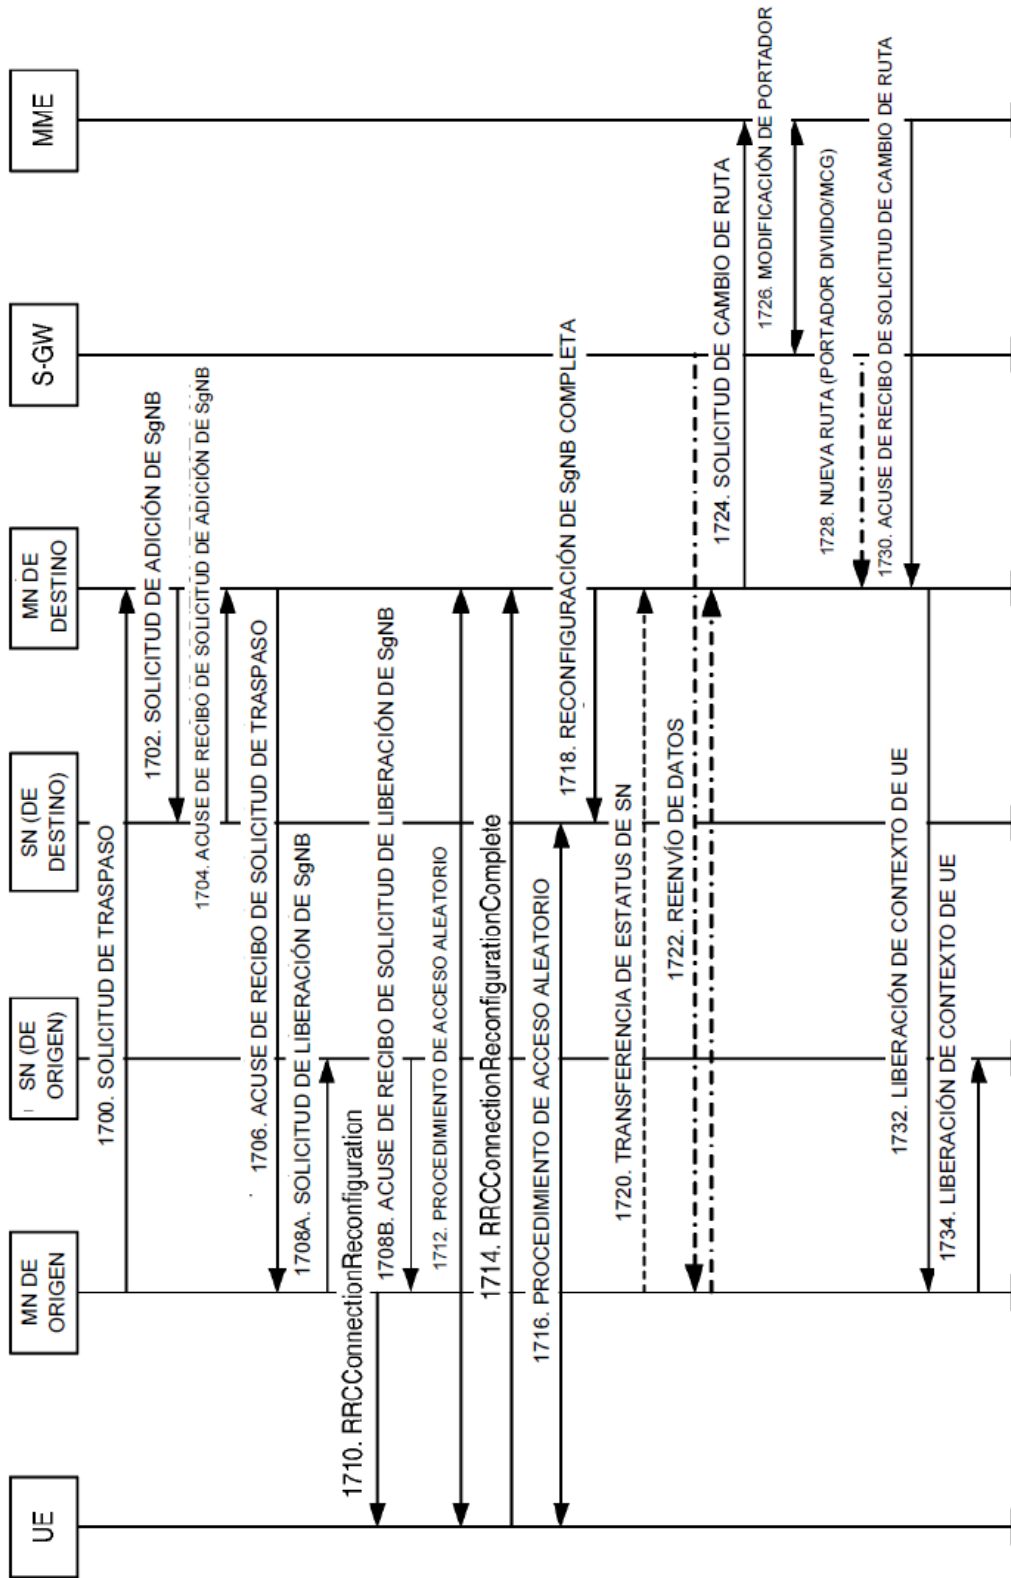 UE
MN DE
ORIGEN
SN (DE
ORIGEN)
SN (DE
DESTINO)
MN DE
DESTINO
S-GW
MME
1700. SOLICITUD DE TRASPASO
1702. SOLICITUD DE ADICIÓN DE SgNB
1704. ACUSE DE RECIBO DE SOLICITUD DE ADICIÓN DE SgNB
1706. ACUSE DE RECIBO DE SOLICITUD DE TRASPASO
1708A. SOLICITUD DE LIBERACIÓN DE SgNB
1710. RRCConnectionReconfiguration
1708B. ACUSE DE RECIBO DE SOLICITUD DE LIBERACIÓN DE SgNB
1712. PROCEDIMIENTO DE ACCESO ALEATORIO
1714. RRCConnectionReconfigurationComplete
1716. PROCEDIMIENTO DE ACCESO ALEATORIO
1718. RECONFIGURACIÓN DE SgNB COMPLETA
1720. TRANSFERENCIA DE ESTATUS DE SN
1722. REENVÍO DE DATOS
1724. SOLICITUD DE CAMBIO DE RUTA
1726. MODIFICACIÓN DE PORTADOR
1728. NUEVA RUTA (PORTADOR DIVIIDO/MCG)
1730. ACUSE DE RECIBO DE SOLICITUD DE CAMBIO DE RUTA
1732. LIBERACIÓN DE CONTEXTO DE UE
1734. LIBERACIÓN DE CONTEXTO DE UE